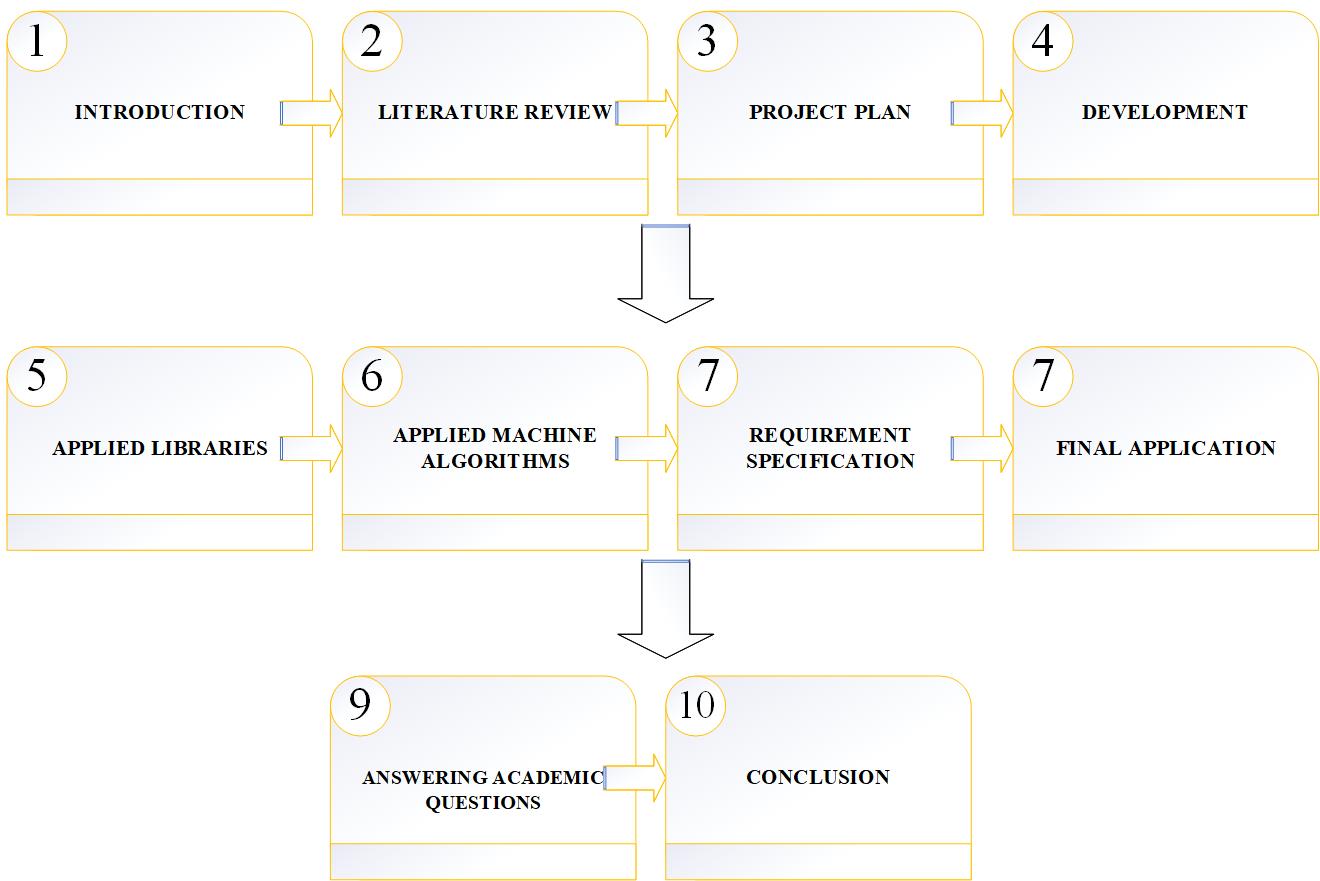 1
INTRODUCTION
2
LITERATURE REVIEW
3
PROJECT PLAN
4
DEVELOPMENT
5
APPLIED LIBRARIES
6
APPLIED MACHINE
ALGORITHMS
7
REQUIREMENT
SPECIFICATION
7
FINAL APPLICATION
9
ANSWERING ACADEMIC
QUESTIONS
10
CONCLUSION